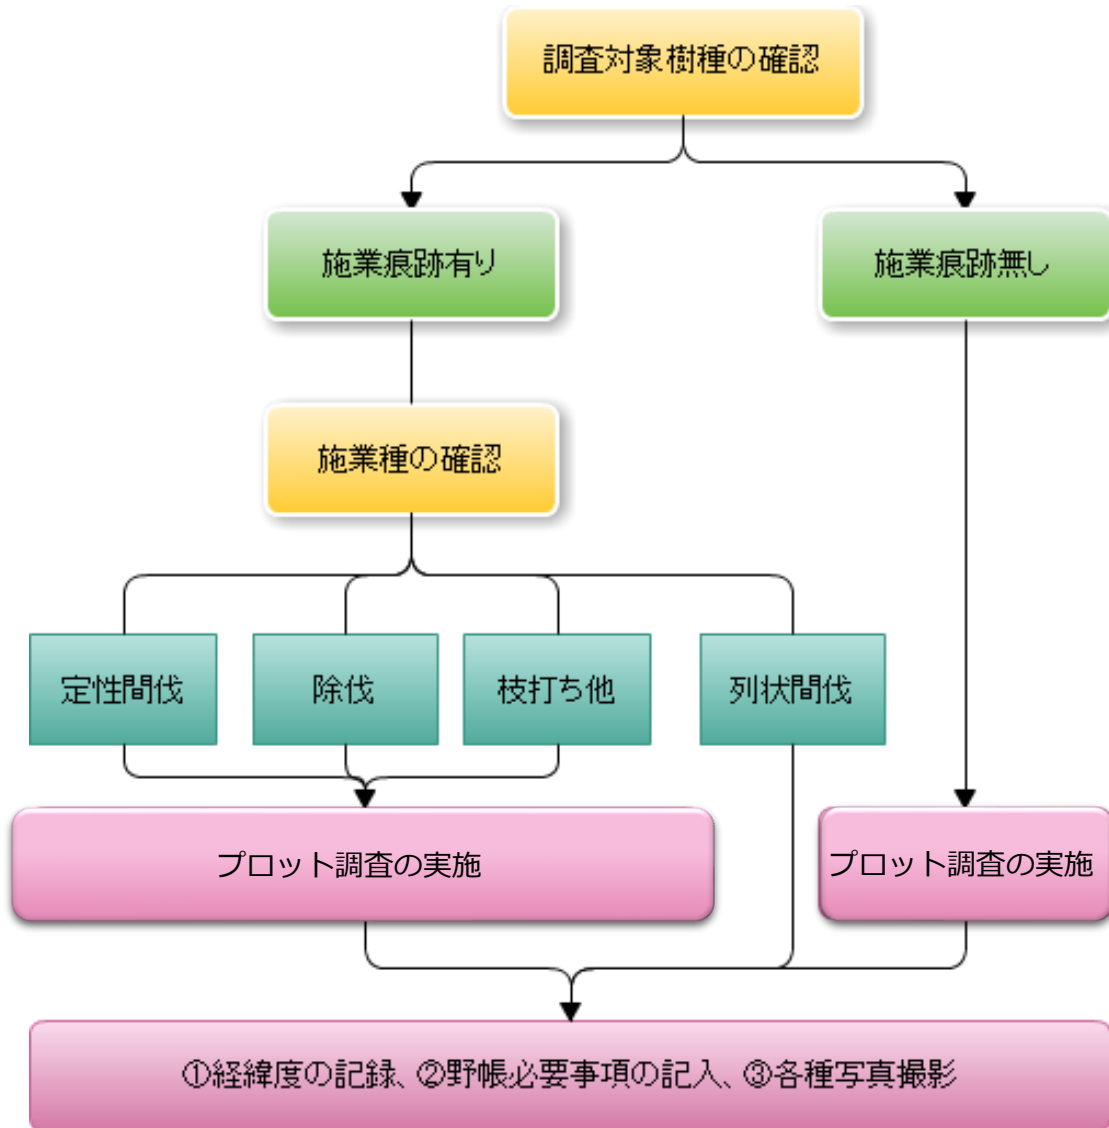 調査対象樹種の確認
施業痕跡有り
施業痕跡無し
施業種の確認
定性間伐
除伐
枝打ち他
列状間伐
プロット調査の実施
プロット調査の実施
①経緯度の記録、②野帳必要事項の記入、③各種写真撮影